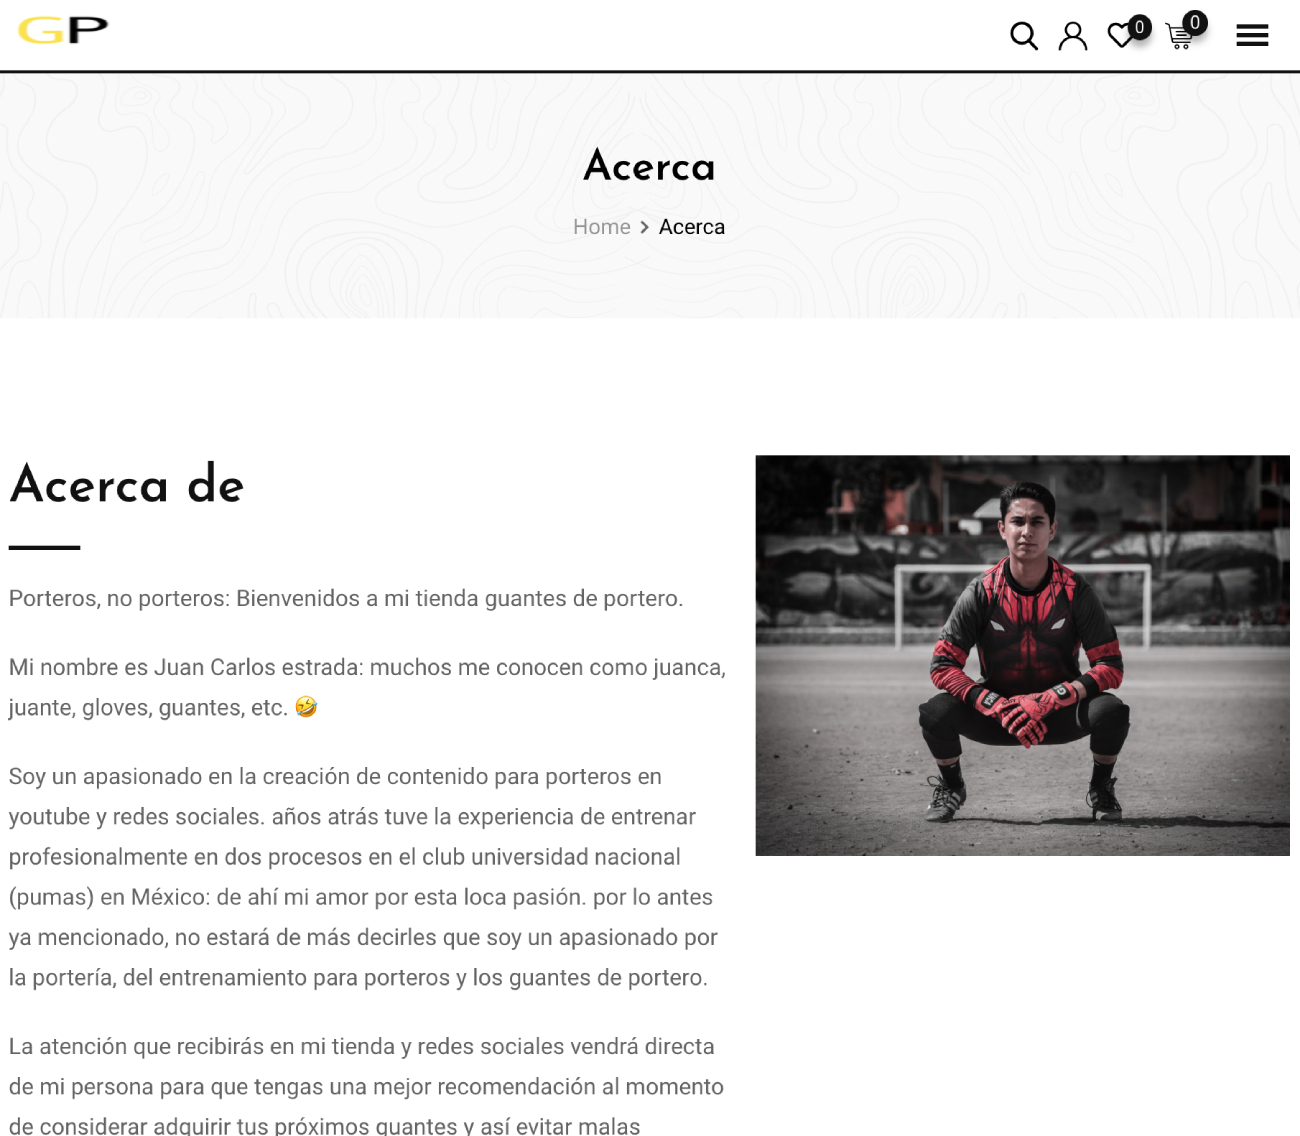 GP
0
0
Acerca
Home > Acerca
Acerca de
Porteros, no porteros: Bienvenidos a mi tienda guantes de portero.
Mi nombre es Juan Carlos estrada: muchos me conocen como juanca,
juante, gloves, guantes, etc. 🤣
Soy un apasionado en la creación de contenido para porteros en
youtube y redes sociales. años atrás tuve la experiencia de entrenar
profesionalmente en dos procesos en el club universidad nacional
(pumas) en México: de ahí mi amor por esta loca pasión. por lo antes
ya mencionado, no estará de más decirles que soy un apasionado por
la portería, del entrenamiento para porteros y los guantes de portero.
La atención que recibirás en mi tienda y redes sociales vendrá directa
de mi persona para que tengas una mejor recomendación al momento
de considerar adquirir tus próximos guantes y así evitar malas